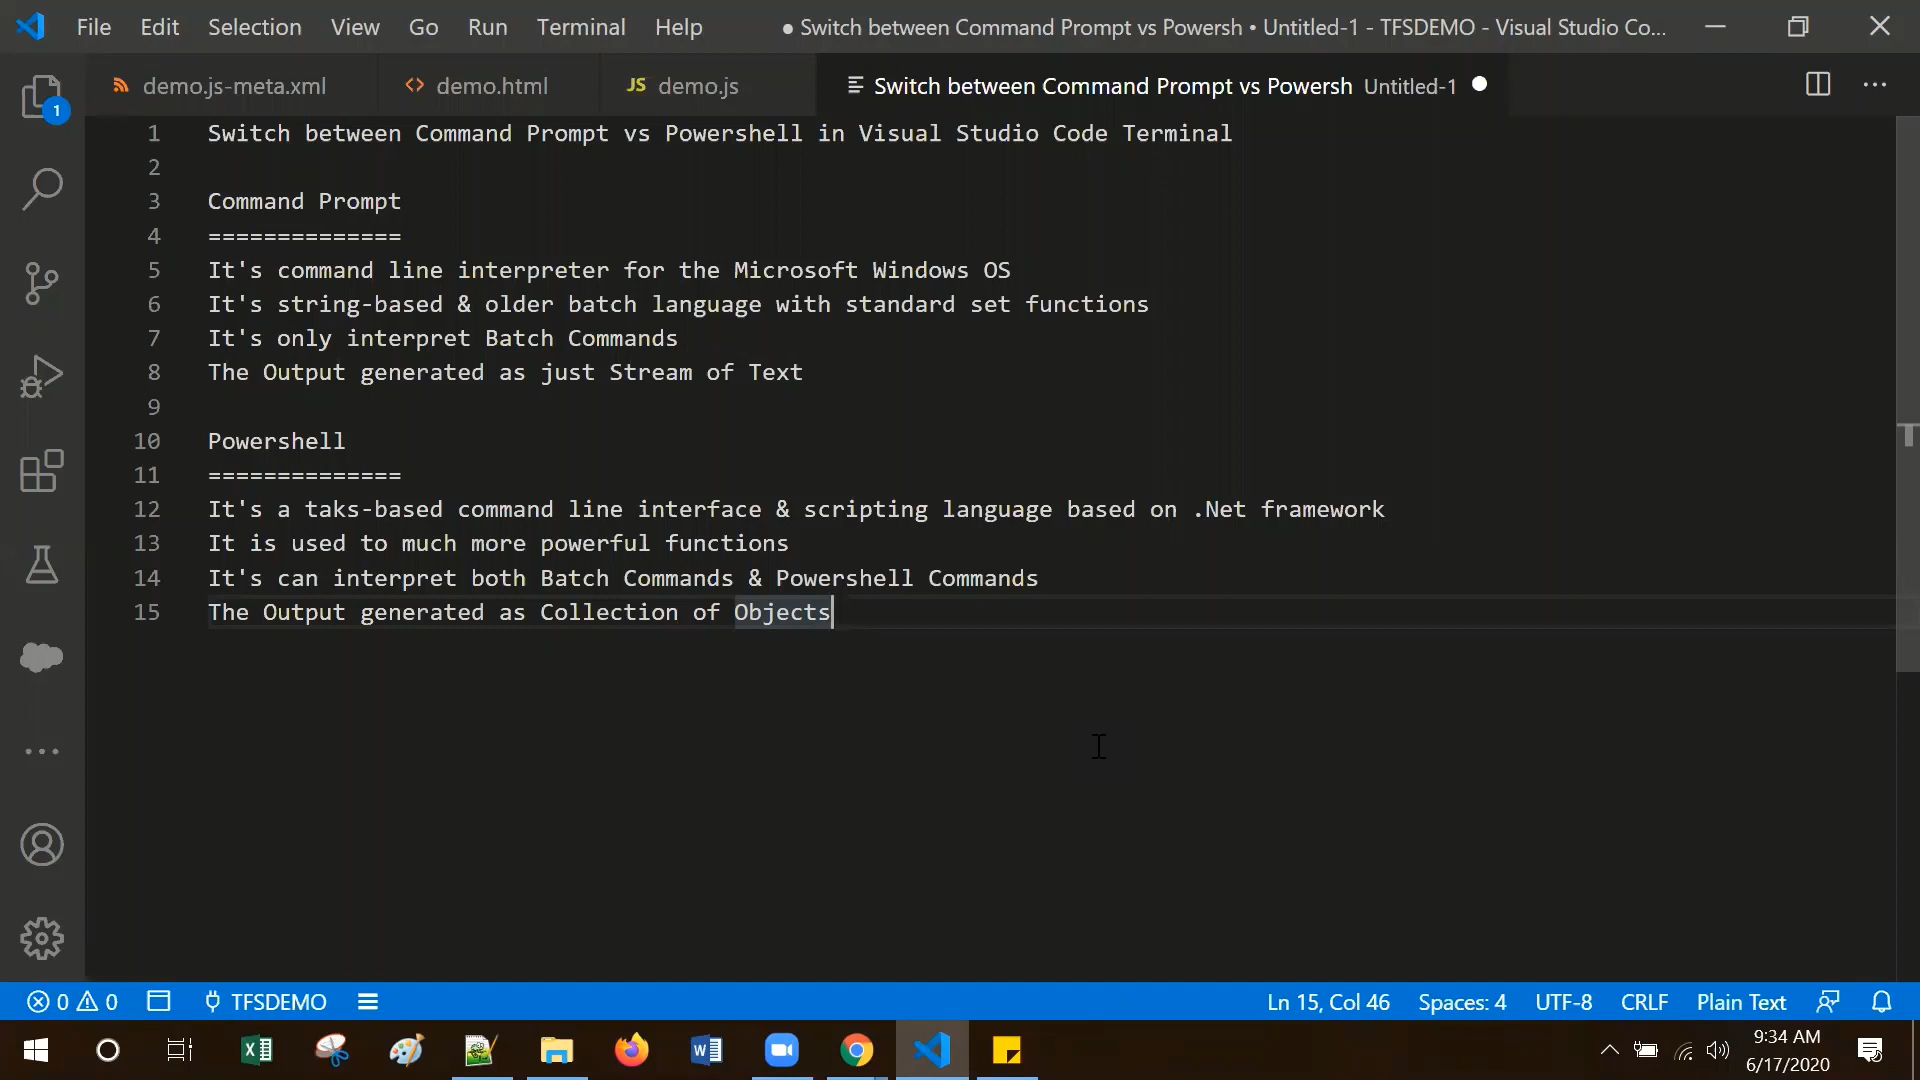 File Edit Selection View Go Run Terminal Help ● Switch between Command Prompt vs Powersh • Untitled-1 - TFSDEMO - Visual Studio Co...
demo.js-meta.xml demo.html JS demo.js Switch between Command Prompt vs Powersh Untitled-1
1 Switch between Command Prompt vs Powershell in Visual Studio Code Terminal
2
3 Command Prompt
4 ==============
5 It's command line interpreter for the Microsoft Windows OS
6 It's string-based & older batch language with standard set functions
7 It's only interpret Batch Commands
8 The Output generated as just Stream of Text
9
10 Powershell
11 ==============
12 It's a taks-based command line interface & scripting language based on .Net framework
13 It is used to much more powerful functions
14 It's can interpret both Batch Commands & Powershell Commands
15 The Output generated as Collection of Objects
1
0 0 TFSDEMO Ln 15, Col 46 Spaces: 4 UTF-8 CRLF Plain Text
9:34 AM
6/17/2020